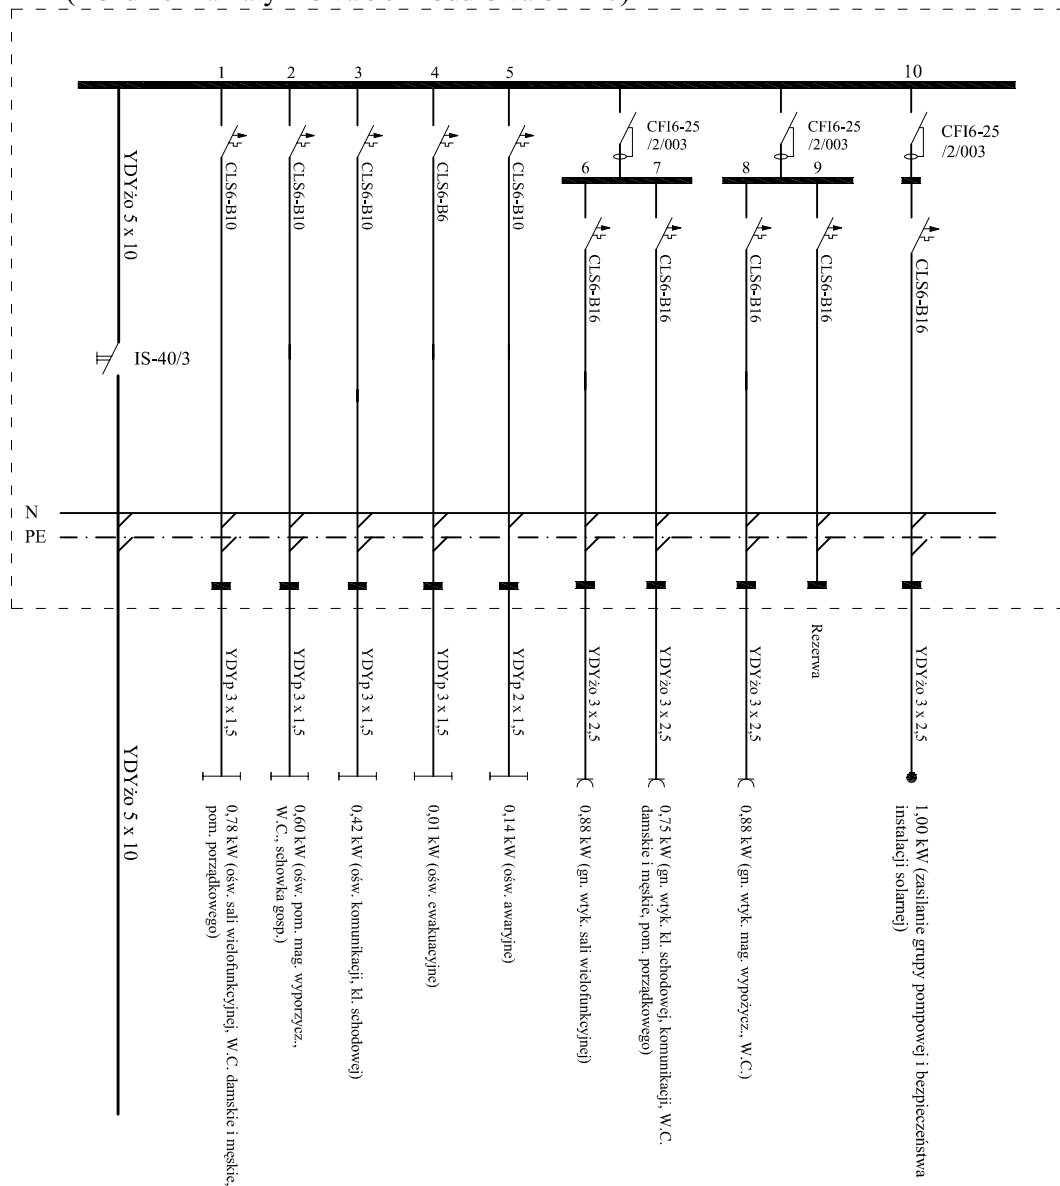 1
2
3
4
5
10
CFI6-25
/2/003
CFI6-25
/2/003
CFI6-25
/2/003
6
7
8
9
YDYżo 5 x 10
CLS6-B10
CLS6-B10
CLS6-B10
CLS6-B6
CLS6-B10
CLS6-B16
CLS6-B16
CLS6-B16
CLS6-B16
CLS6-B16
IS-40/3
N
PE
YDYżo 5 x 10
YDYp 3 x 1,5
YDYp 3 x 1,5
YDYp 3 x 1,5
YDYp 3 x 1,5
YDYp 2 x 1,5
YDYżo 3 x 2,5
YDYżo 3 x 2,5
YDYżo 3 x 2,5
Rezerwa
YDYżo 3 x 2,5
0,78 kW (ośw. sali wielofunkcyjnej, W.C. damskie i męskie,
pom. porządkowego)
0,60 kW (ośw. pom. mag. wyporzycz.,
W.C., schowka gosp.)
0,42 kW (ośw. komunikacji, kl. schodowej)
0,01 kW (ośw. ewakuacyjne)
0,14 kW (ośw. awaryjne)
0,88 kW (gn. wtyk. sali wielofunkcyjnej)
0,75 kW (gn. wtyk. kl. schodowej, komunikacji, W.C.
damskie i męskie, pom. porządkowego)
0,88 kW (gn. wtyk. mag. wypożycz., W.C.)
1,00 kW (zasilanie grupy pompowej i bezpieczeństwa
instalacji solarnej)